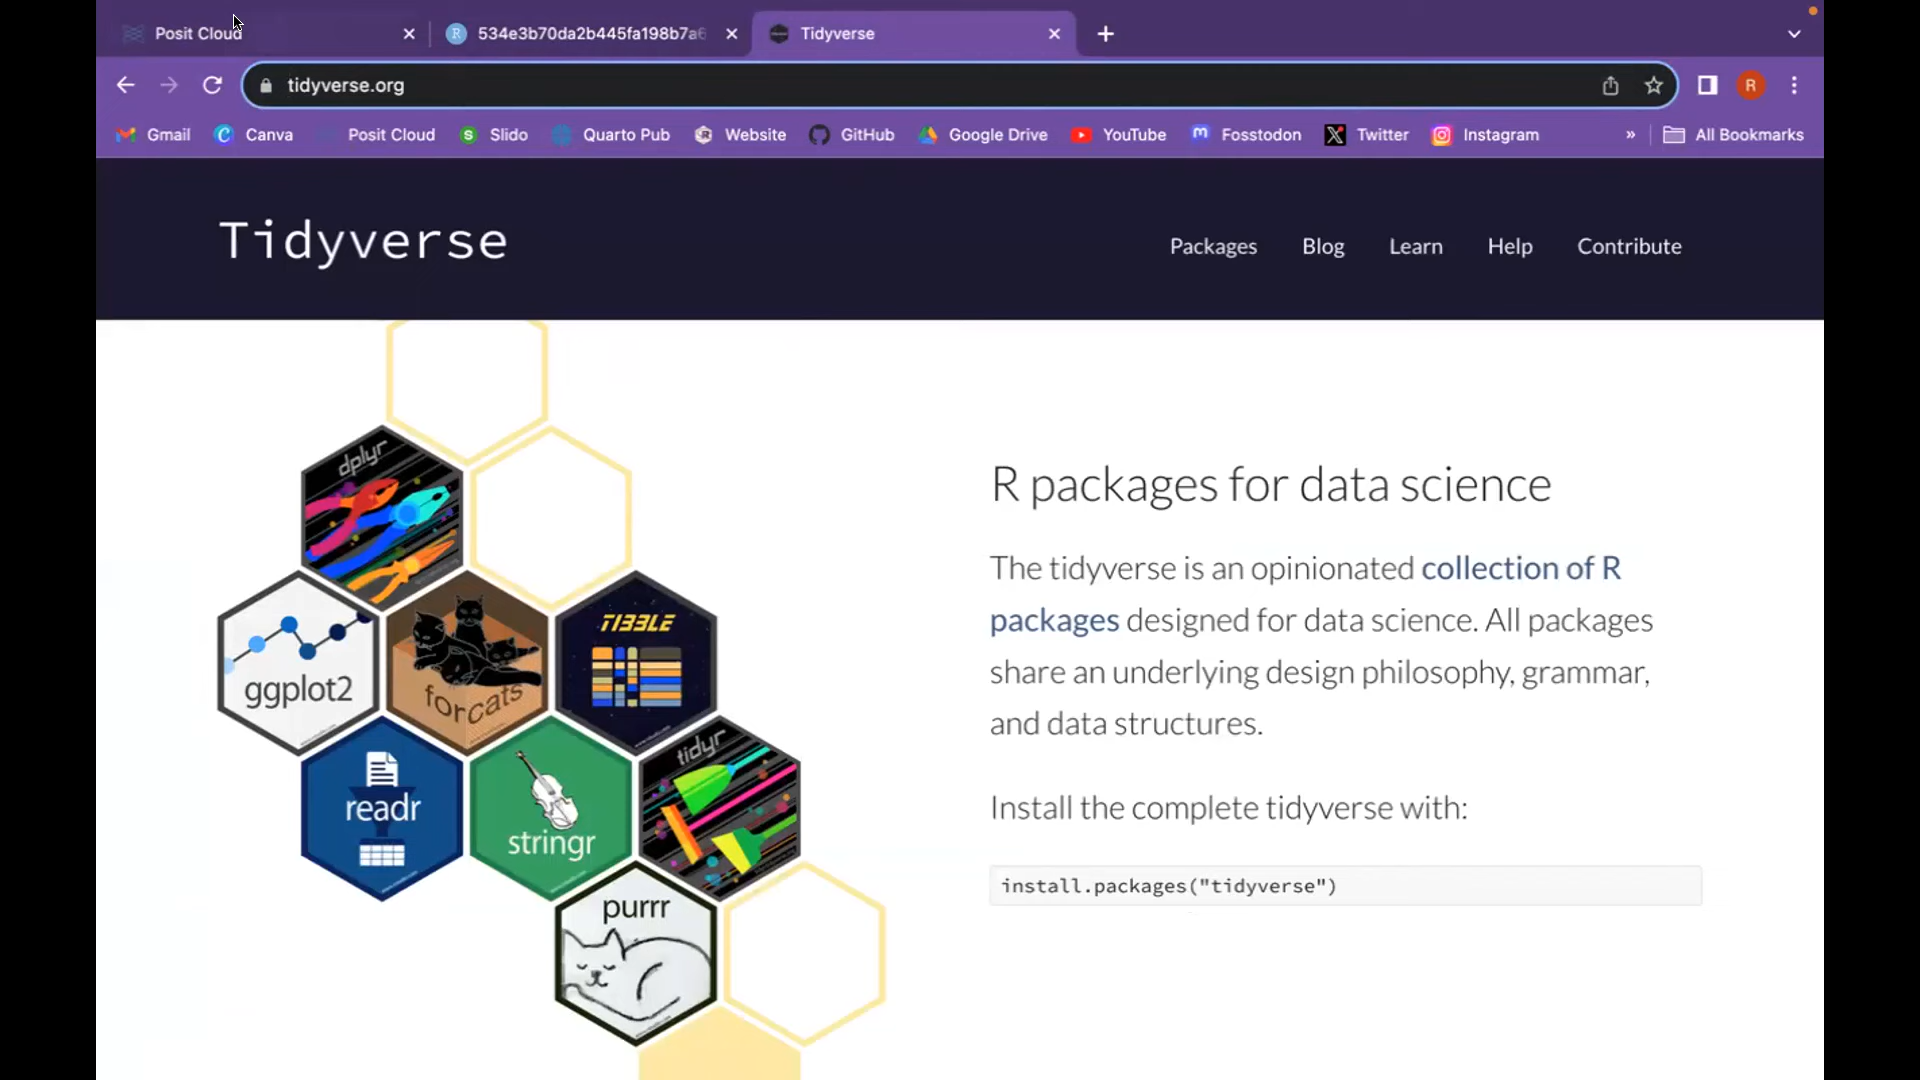 Posit Cloud
534e3b70da2b445fa198b7a6
Tidyverse
tidyverse.org
R
Gmail
Canva
Posit Cloud
Slido
Quarto Pub
Website
GitHub
Google Drive
YouTube
Fosstodon
Twitter
Instagram
»
All Bookmarks
Tidyverse
Packages
Blog
Learn
Help
Contribute
dplyr
ggplot2
forcats
TIBBLE
readr
stringr
tidyr
purrr
R packages for data science
The tidyverse is an opinionated collection of R
packages designed for data science. All packages
share an underlying design philosophy, grammar,
and data structures.
Install the complete tidyverse with:
install.packages("tidyverse")